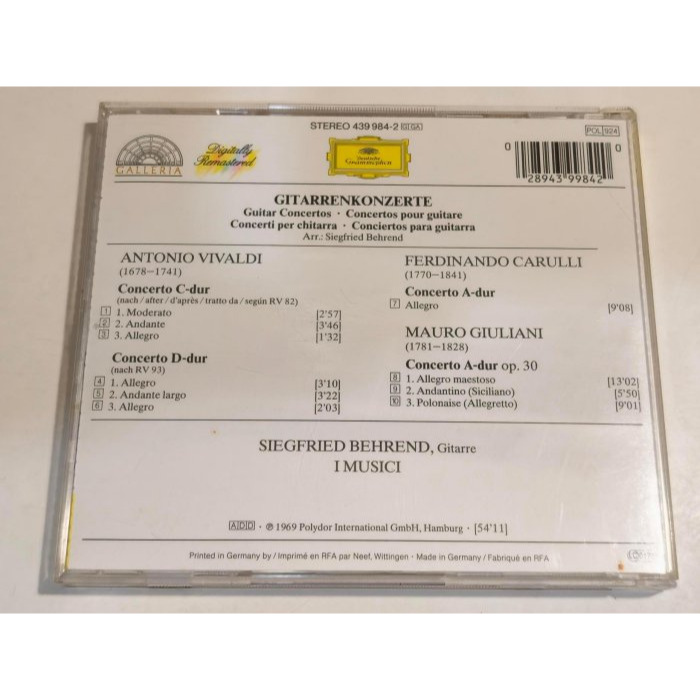 STEREO 439 984-2 GGA
POL 924
GALLERIA
Digitally
Remastered
Deutsche
Grammophon
0 28943 99842 0
GITARRENKONZERTE
Guitar Concertos · Concertos pour guitare
Concerti per chitarra · Conciertos para guitarra
Arr.: Siegfried Behrend
ANTONIO VIVALDI
(1678–1741)
Concerto C-dur
(nach / after / d'après / tratto da / según RV 82)
1 1. Moderato [2'57]
2 2. Andante [3'46]
3 3. Allegro [1'32]
Concerto D-dur
(nach RV 93)
4 1. Allegro [3'10]
5 2. Andante largo [3'22]
6 3. Allegro [2'03]
FERDINANDO CARULLI
(1770–1841)
Concerto A-dur
7 Allegro [9'08]
MAURO GIULIANI
(1781–1828)
Concerto A-dur op. 30
8 1. Allegro maestoso [13'02]
9 2. Andantino (Siciliano) [5'50]
10 3. Polonaise (Allegretto) [9'01]
SIEGFRIED BEHREND, Gitarre
I MUSICI
ADD · ℗ 1969 Polydor International GmbH, Hamburg · [54'11]
Printed in Germany by / Imprimé en RFA par Neef, Wittingen · Made in Germany / Fabriqué en RFA